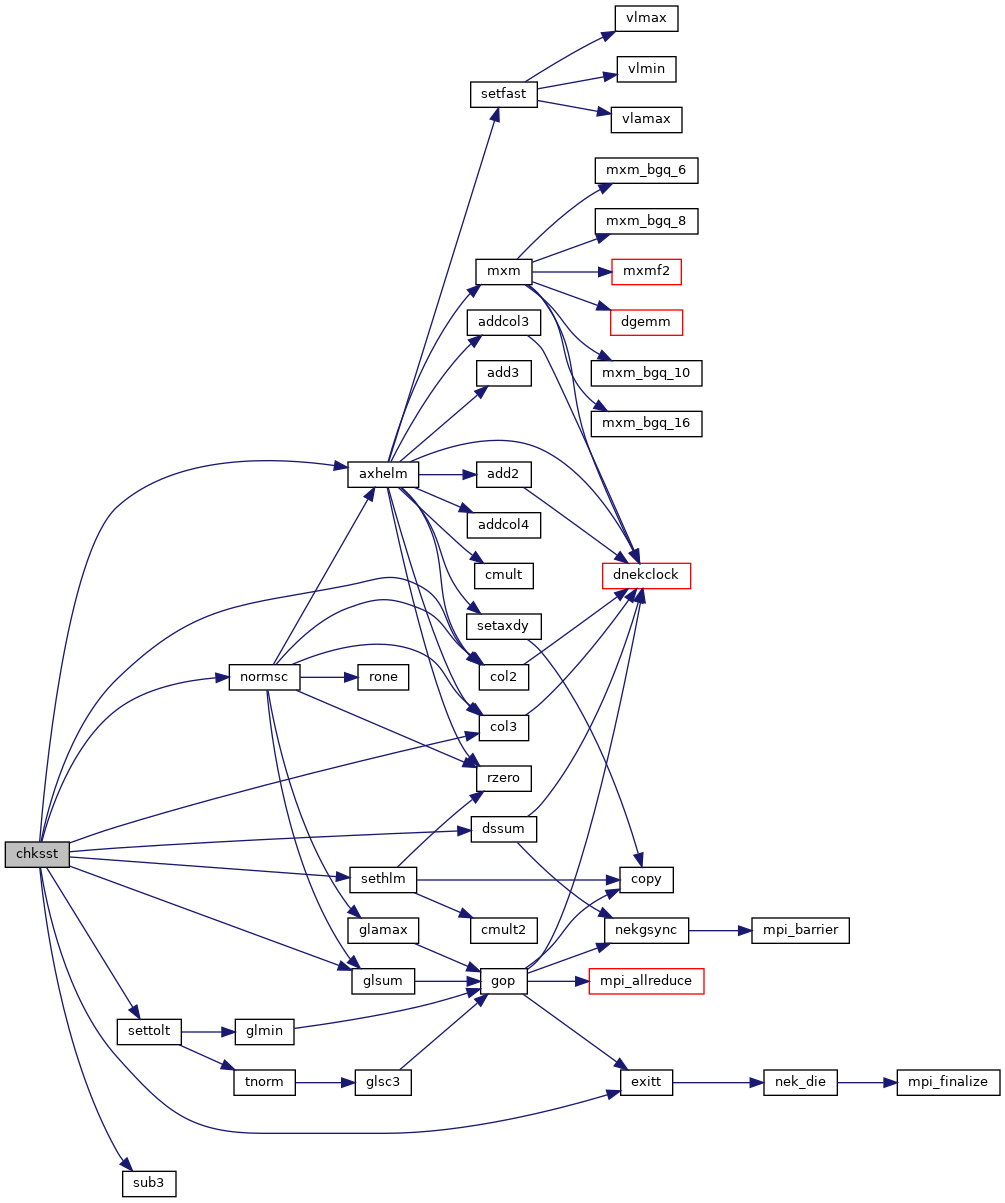 vlmax
vlmin
setfast
vlamax
mxm_bgq_6
mxm_bgq_8
mxm
mxmf2
addcol3
dgemm
add3
mxm_bgq_10
mxm_bgq_16
axhelm
add2
addcol4
cmult
dnekclock
setaxdy
normsc
rone
col2
col3
rzero
dssum
chksst
sethlm
copy
glamax
cmult2
nekgsync
mpi_barrier
glsum
gop
mpi_allreduce
settolt
glmin
tnorm
glsc3
exitt
nek_die
mpi_finalize
sub3